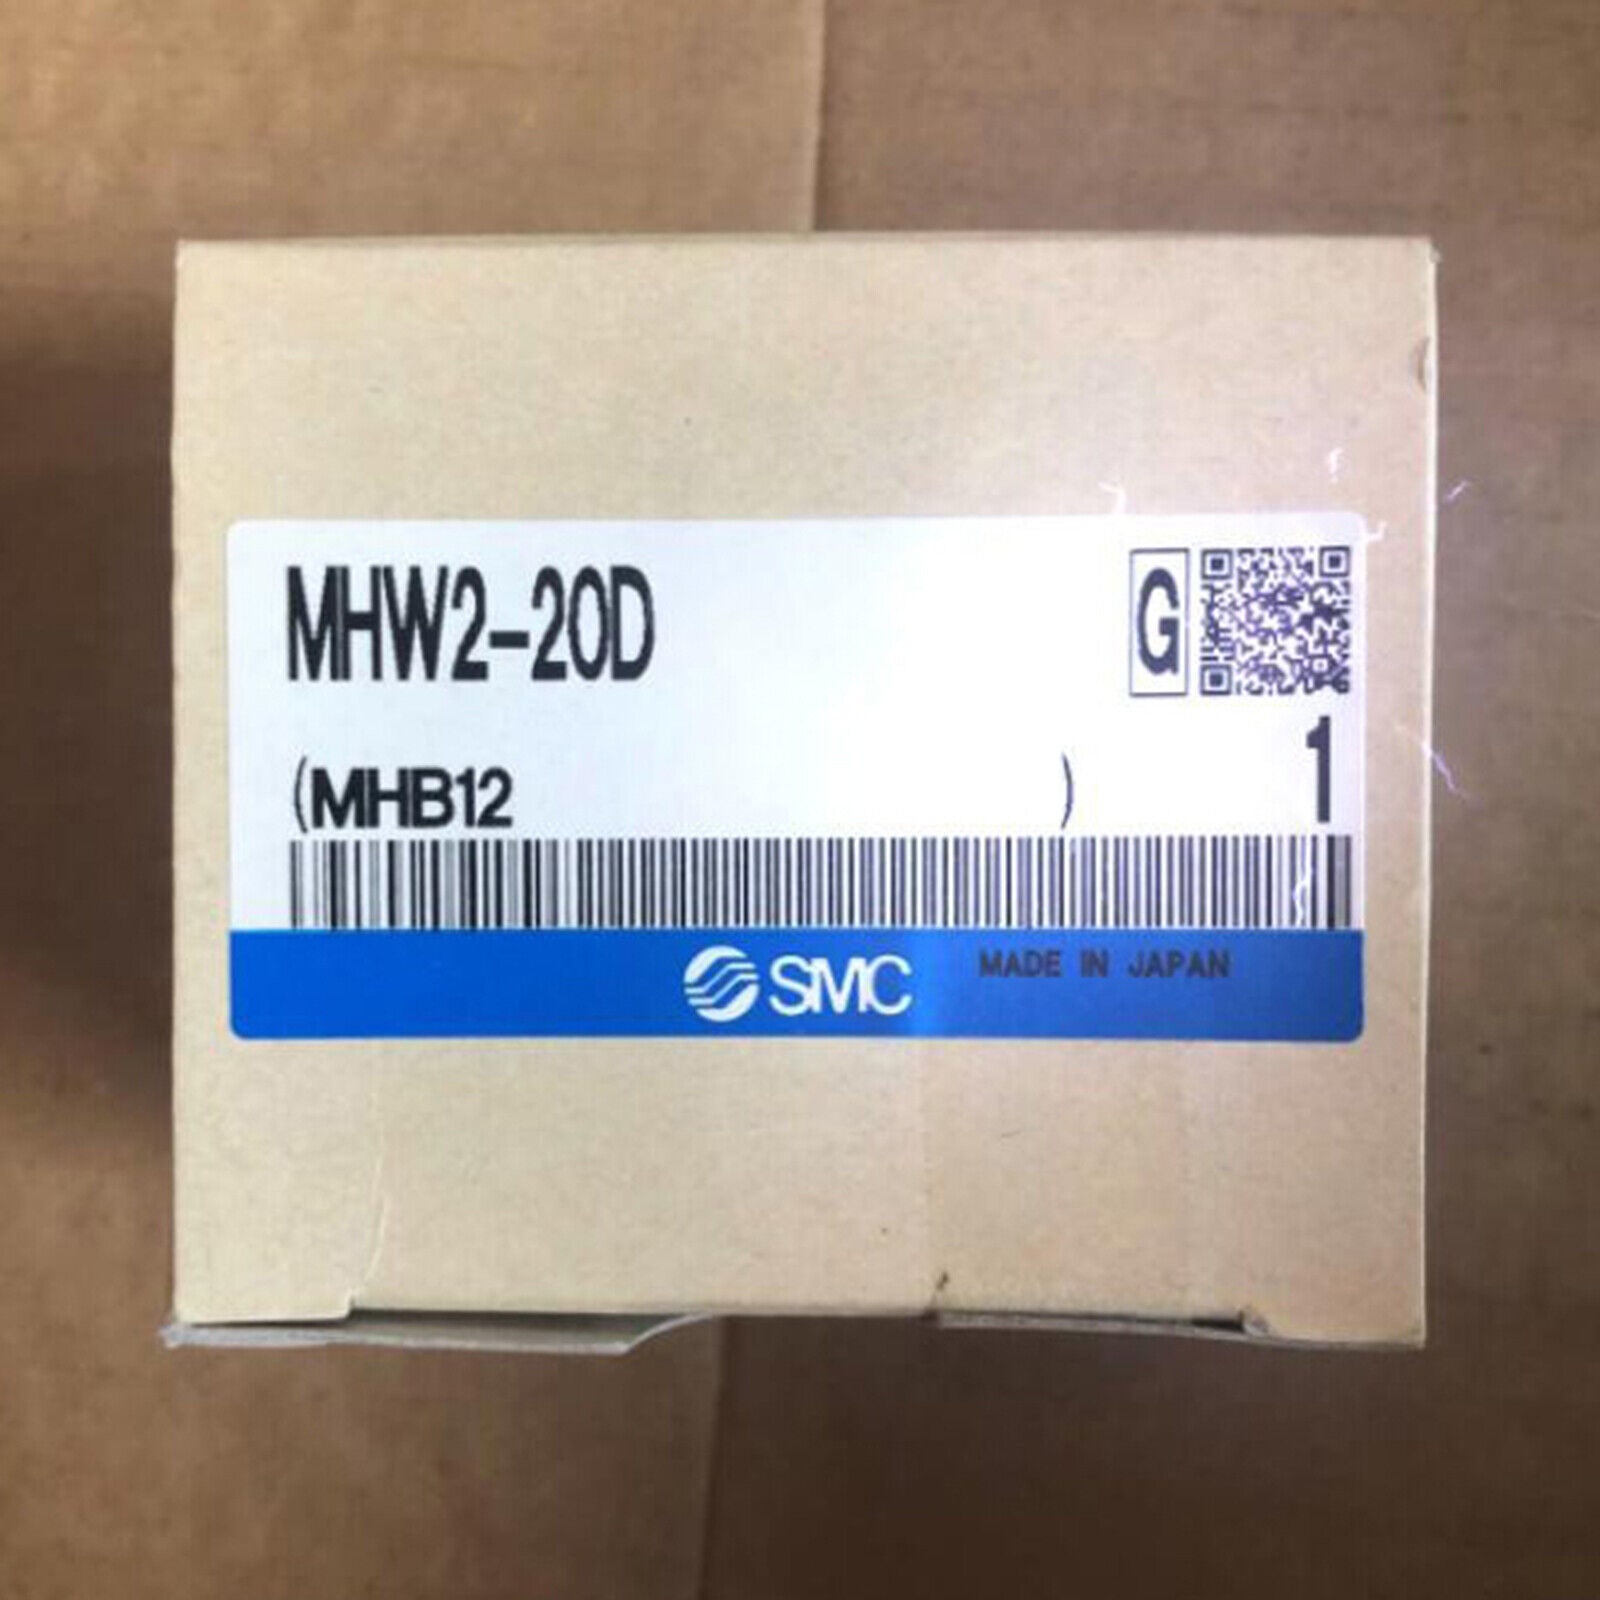 MHW2-20D
G
1
(MHB12 )
SMC
MADE IN JAPAN